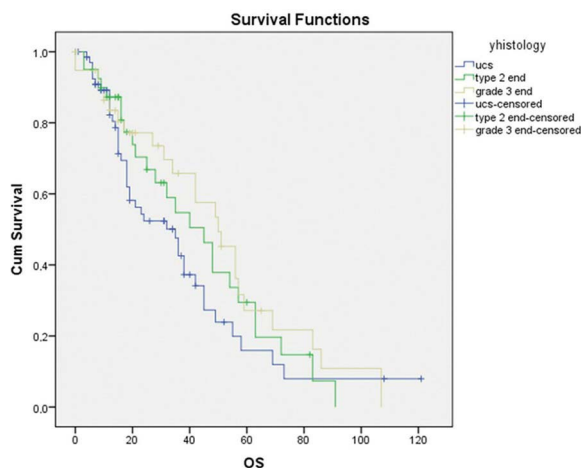 Survival Functions
yhistology
ucs
type 2 end
grade 3 end
ucs-censored
type 2 end-censored
grade 3 end-censored
Cum Survival
1,0
0,8
0,6
0,4
0,2
0,0
0 20 40 60 80 100 120
OS